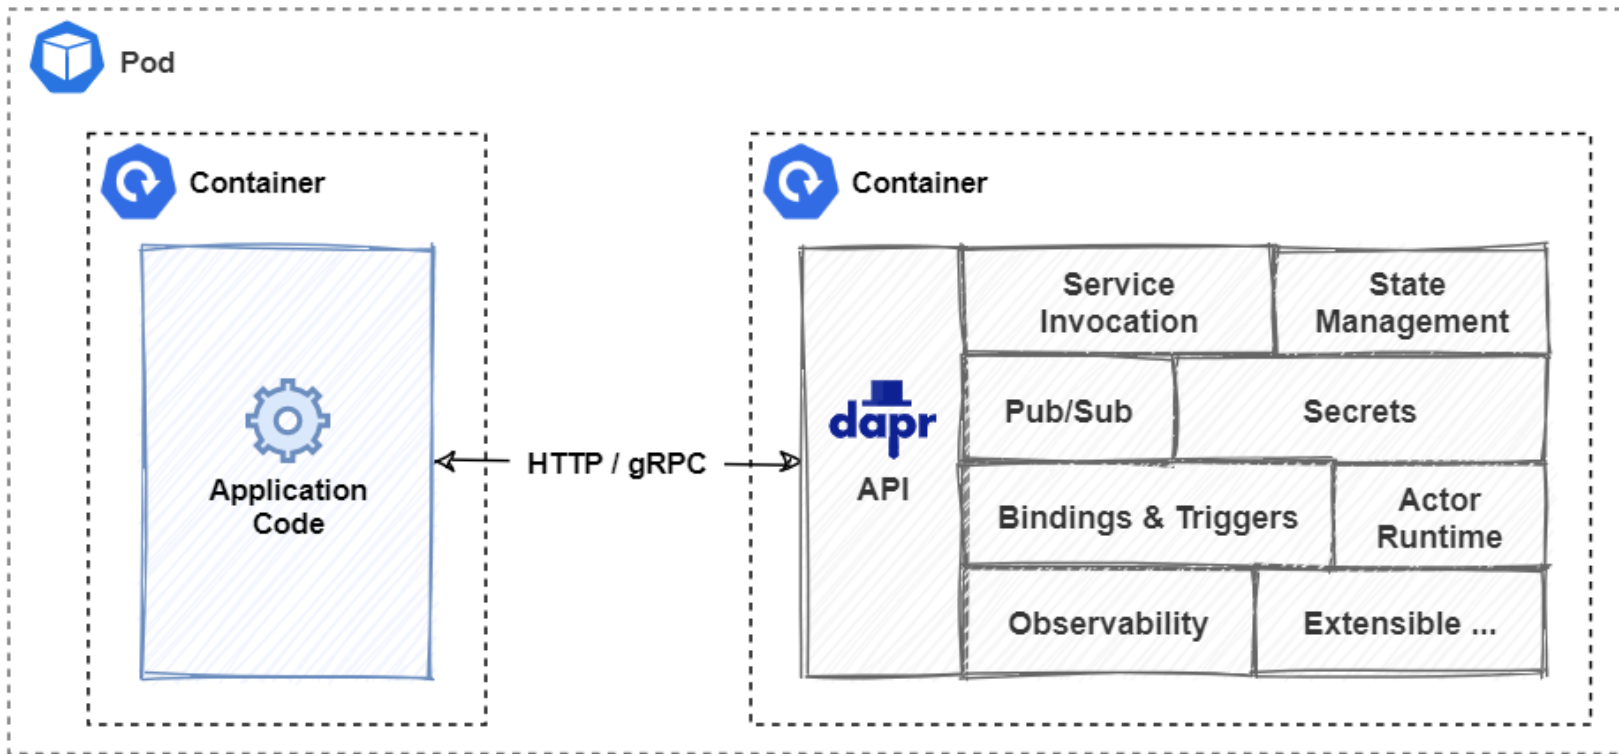 Pod
Container
Application
Code
HTTP / gRPC
Container
dapr
API
Service
Invocation
State
Management
Pub/Sub
Secrets
Bindings & Triggers
Actor
Runtime
Observability
Extensible ...